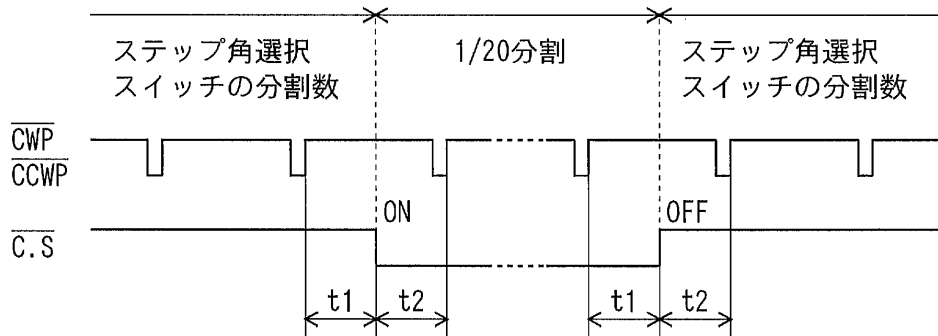 ステップ角選択
スイッチの分割数
1/20分割
ステップ角選択
スイッチの分割数
CWP
CCWP
ON
OFF
C.S
t1
t2
t1
t2